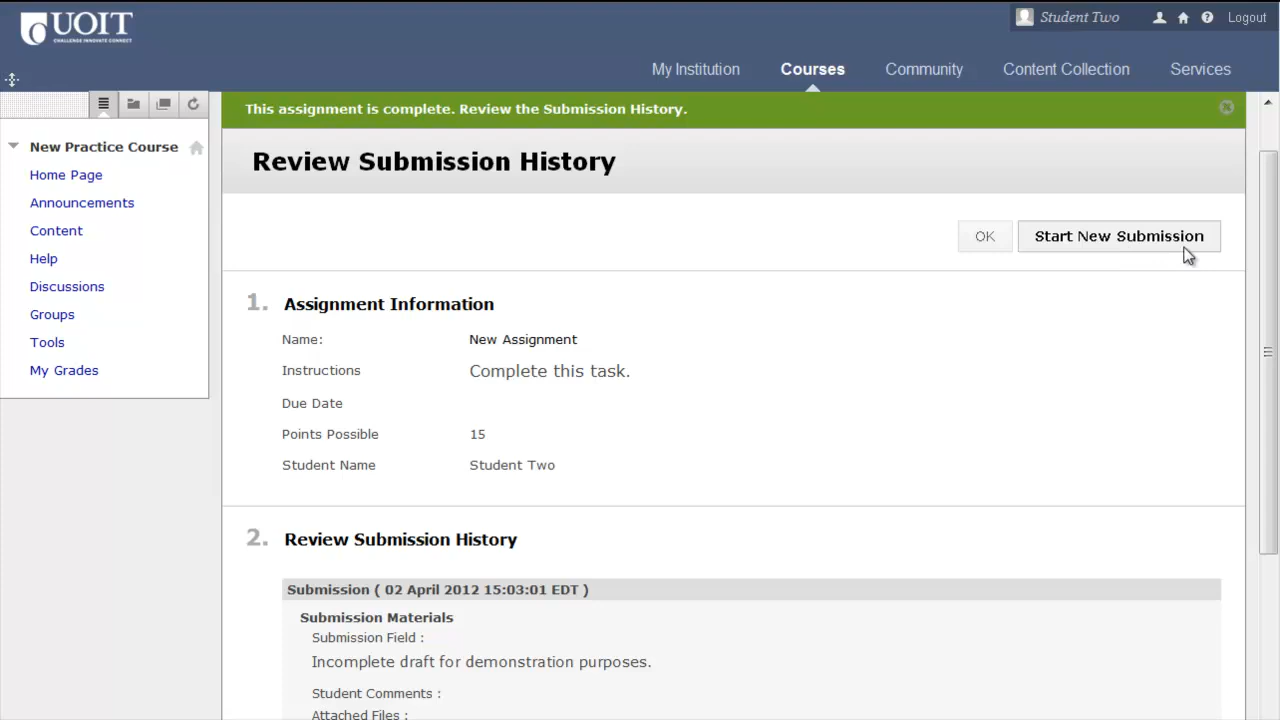 UOIT
CHALLENGE INNOVATE CONNECT
Student Two
Logout
My Institution
Courses
Community
Content Collection
Services
New Practice Course
Home Page
Announcements
Content
Help
Discussions
Groups
Tools
My Grades
This assignment is complete. Review the Submission History.
Review Submission History
OK
Start New Submission
1. Assignment Information
Name: New Assignment
Instructions Complete this task.
Due Date
Points Possible 15
Student Name Student Two
2. Review Submission History
Submission ( 02 April 2012 15:03:01 EDT )
Submission Materials
Submission Field :
Incomplete draft for demonstration purposes.
Student Comments :
Attached Files :